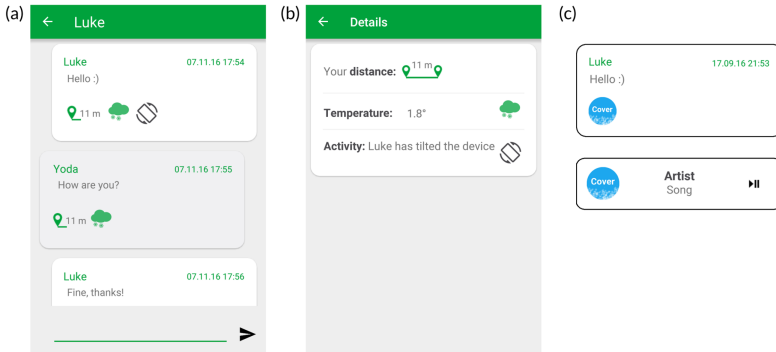 (a)
Luke
Luke 07.11.16 17:54
Hello :)
11 m
Yoda 07.11.16 17:55
How are you?
11 m
Luke 07.11.16 17:56
Fine, thanks!
(b)
Details
Your distance: 11 m
Temperature: 1.8°
Activity: Luke has tilted the device
(c)
Luke 17.09.16 21:53
Hello :)
Cover
Cover Artist
Song